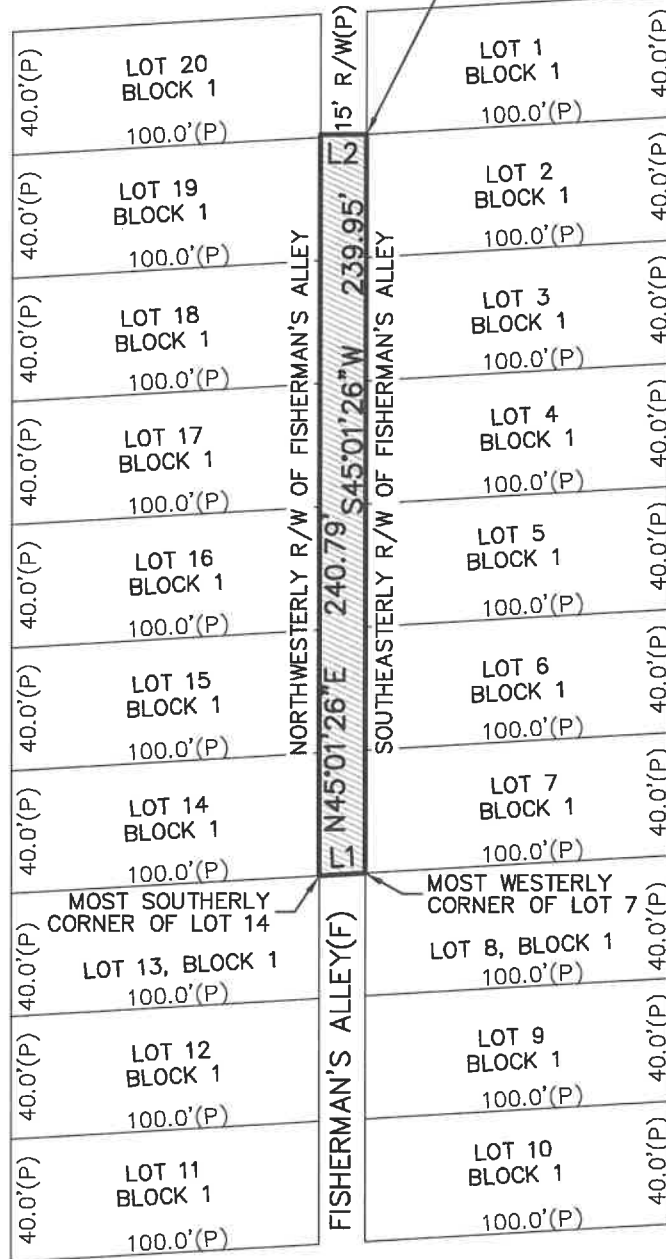 40.0'(P)
LOT 20
BLOCK 1
100.0'(P)
15' R/W(P)
LOT 1
BLOCK 1
40.0'(P)
100.0'(P)
40.0'(P)
LOT 19
BLOCK 1
100.0'(P)
L2
LOT 2
BLOCK 1
40.0'(P)
100.0'(P)
40.0'(P)
LOT 18
BLOCK 1
100.0'(P)
LOT 3
BLOCK 1
40.0'(P)
100.0'(P)
40.0'(P)
LOT 17
BLOCK 1
100.0'(P)
LOT 4
BLOCK 1
40.0'(P)
100.0'(P)
NORTHWESTERLY R/W OF FISHERMAN'S ALLEY
N45°01'26"E 240.79'
S45°01'26"W 239.95'
SOUTHEASTERLY R/W OF FISHERMAN'S ALLEY
40.0'(P)
LOT 16
BLOCK 1
100.0'(P)
LOT 5
BLOCK 1
40.0'(P)
100.0'(P)
40.0'(P)
LOT 15
BLOCK 1
100.0'(P)
LOT 6
BLOCK 1
40.0'(P)
100.0'(P)
40.0'(P)
LOT 14
BLOCK 1
100.0'(P)
L1
LOT 7
BLOCK 1
40.0'(P)
100.0'(P)
MOST SOUTHERLY
CORNER OF LOT 14
MOST WESTERLY
CORNER OF LOT 7
40.0'(P)
LOT 13, BLOCK 1
100.0'(P)
LOT 8, BLOCK 1
40.0'(P)
100.0'(P)
FISHERMAN'S ALLEY(F)
40.0'(P)
LOT 12
BLOCK 1
100.0'(P)
LOT 9
BLOCK 1
40.0'(P)
100.0'(P)
40.0'(P)
LOT 11
BLOCK 1
100.0'(P)
LOT 10
BLOCK 1
40.0'(P)
100.0'(P)